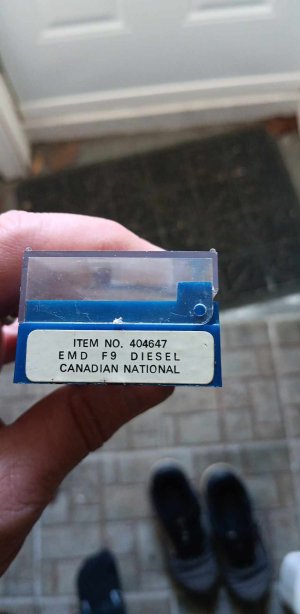 ITEM NO. 404647
EMD F9 DIESEL
CANADIAN NATIONAL